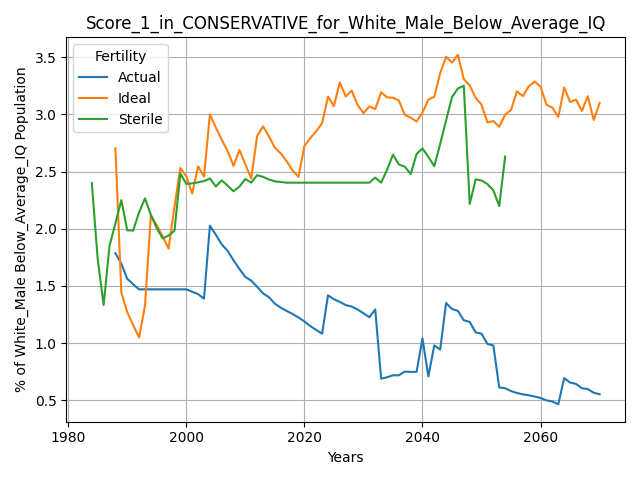 Score_1_in_CONSERVATIVE_for_White_Male_Below_Average_IQ
Fertility
Actual
Ideal
Sterile
% of White_Male Below_Average_IQ Population
3.5
3.0
2.5
2.0
1.5
1.0
0.5
1980
2000
2020
2040
2060
Years